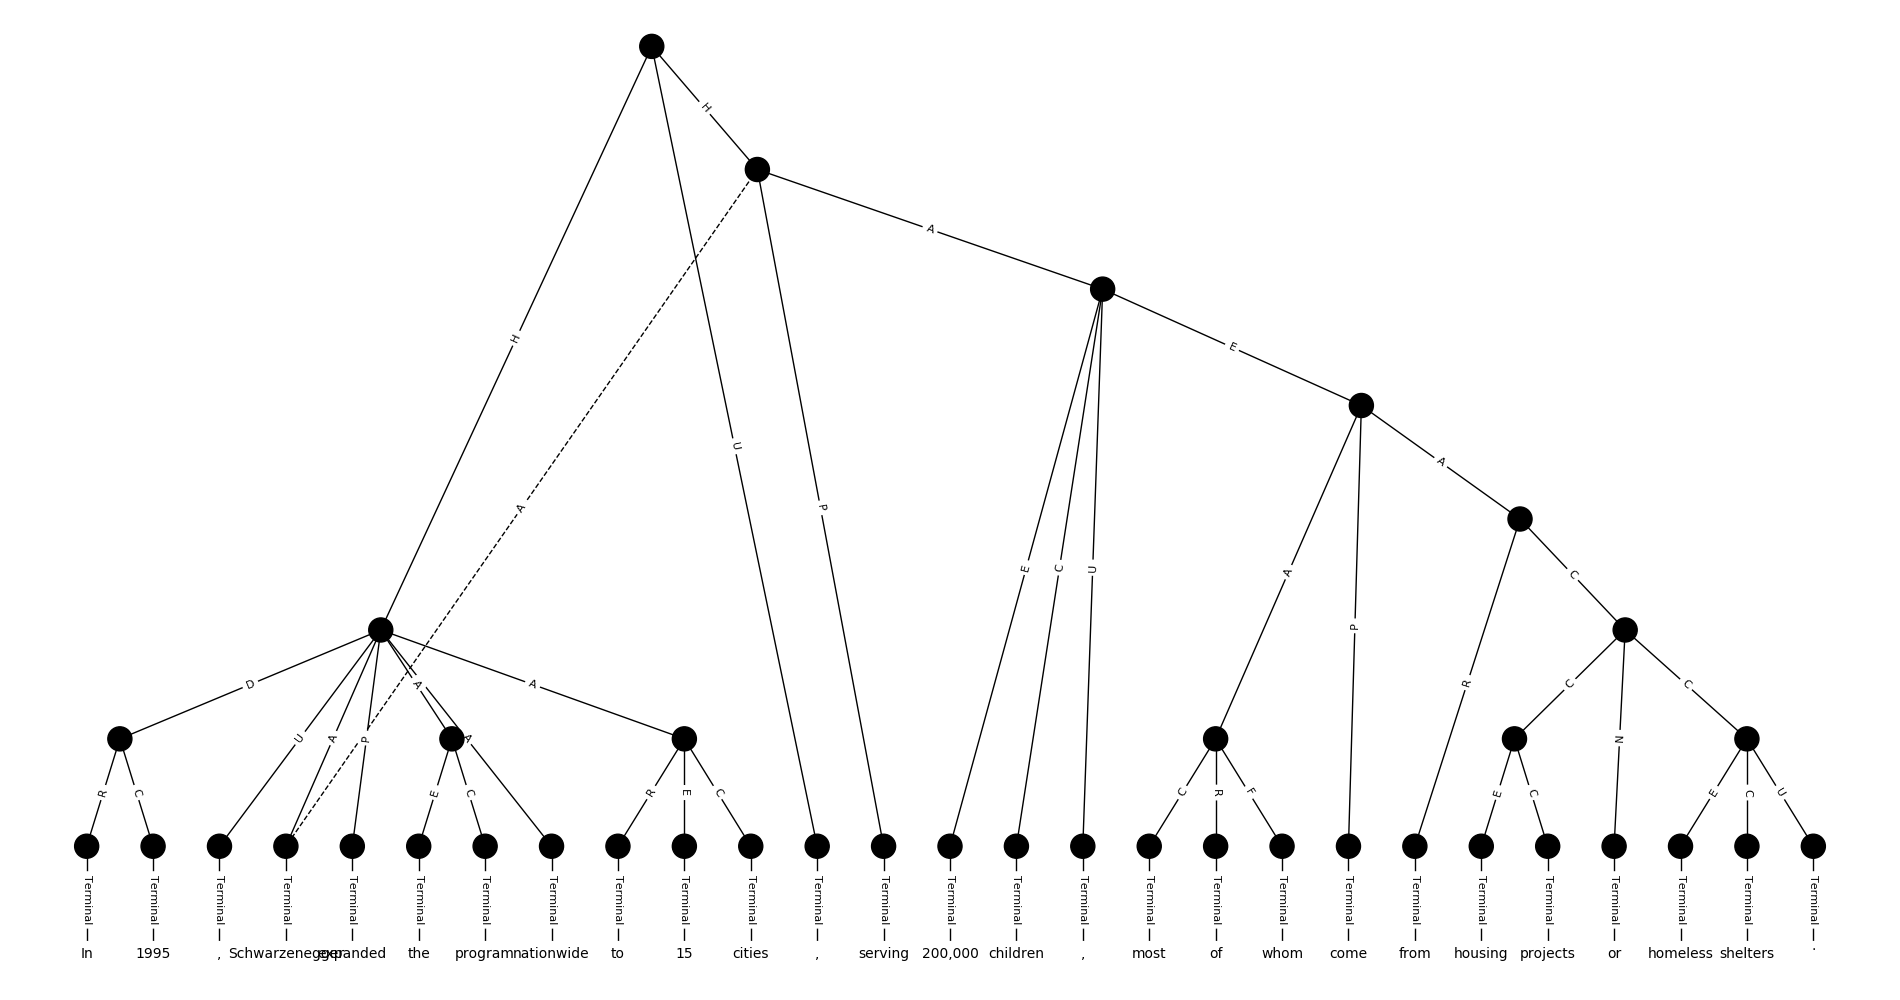 H
A
H
E
A
A
U
P
A
E
C
U
A
C
P
D
A
A
R
C
C
U
A
P
A
N
R
C
E
C
R
E
C
C
R
F
E
C
E
C
U
Terminal Terminal Terminal Terminal Terminal Terminal Terminal Terminal Terminal Terminal Terminal Terminal Terminal Terminal Terminal Terminal Terminal Terminal Terminal Terminal Terminal Terminal Terminal Terminal Terminal Terminal Terminal
In 1995 , Schwarzenegger expanded the program nationwide to 15 cities , serving 200,000 children , most of whom come from housing projects or homeless shelters .